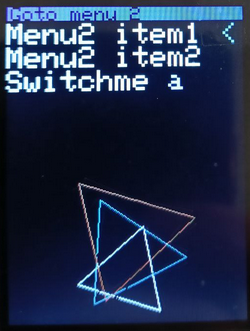 Goto menu 2
Menu2 item1 <
Menu2 item2
Switchme a